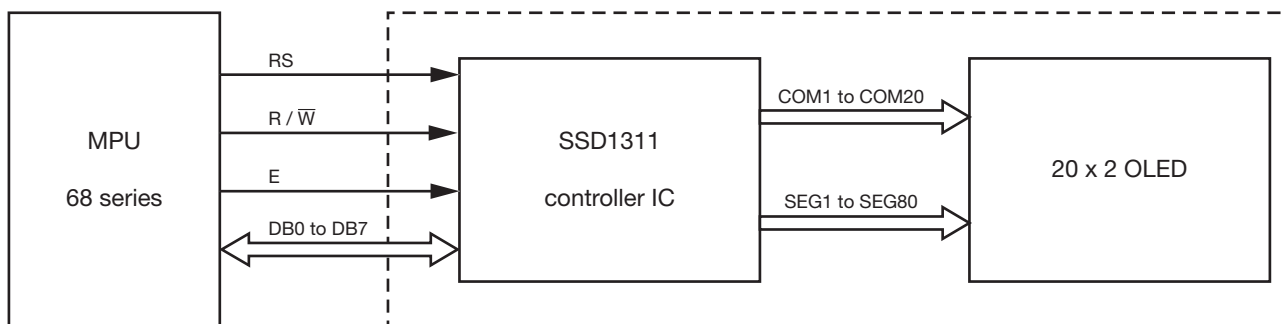 MPU
68 series
RS
R / W̅
E
DB0 to DB7
SSD1311
controller IC
COM1 to COM20
SEG1 to SEG80
20 x 2 OLED